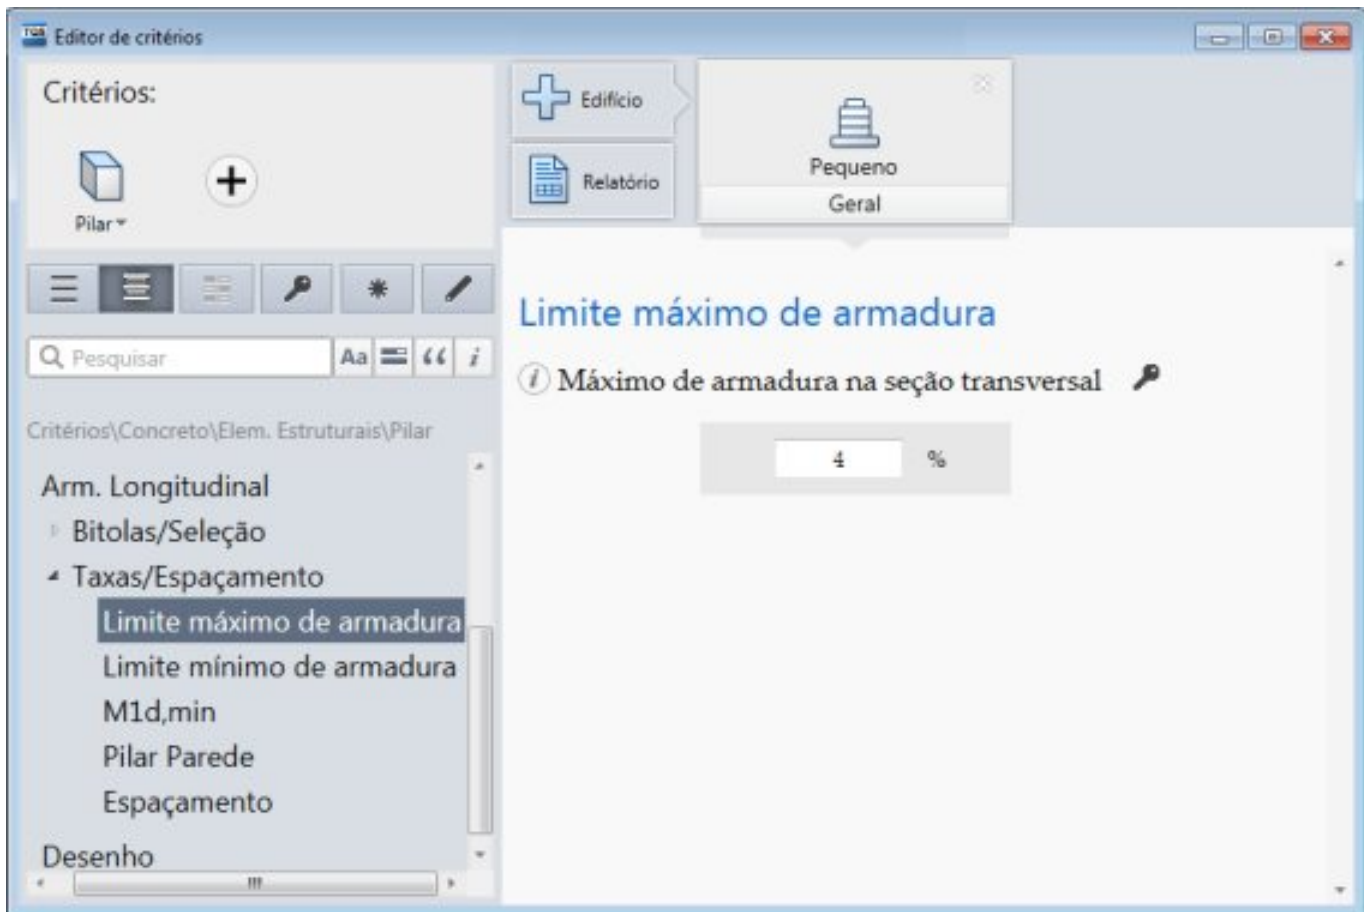 TQS Editor de critérios
Critérios:
Pilar
Edifício
Relatório
Pequeno
Geral
Pesquisar
Aa
“
i
Critérios\Concreto\Elem. Estruturais\Pilar
Arm. Longitudinal
Bitolas/Seleção
Taxas/Espaçamento
Limite máximo de armadura
Limite mínimo de armadura
M1d,min
Pilar Parede
Espaçamento
Desenho
Limite máximo de armadura
i Máximo de armadura na seção transversal
4 %